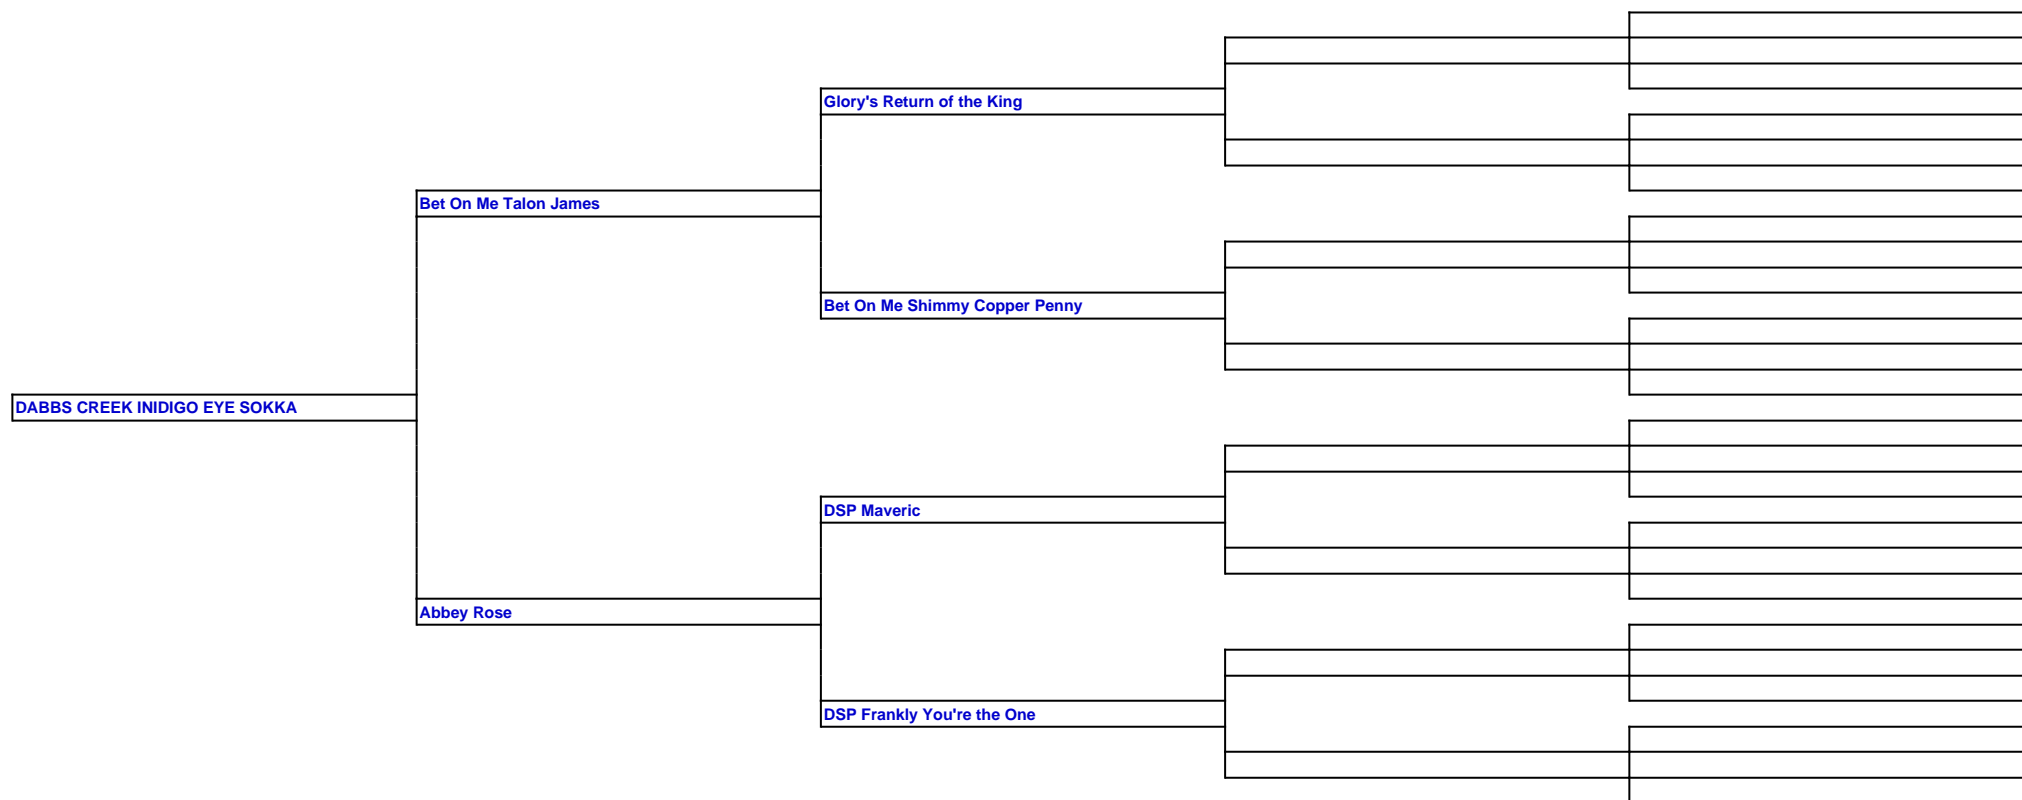 Glory's Return of the King
Bet On Me Talon James
Bet On Me Shimmy Copper Penny
DABBS CREEK INIDIGO EYE SOKKA
DSP Maveric
Abbey Rose
DSP Frankly You're the One